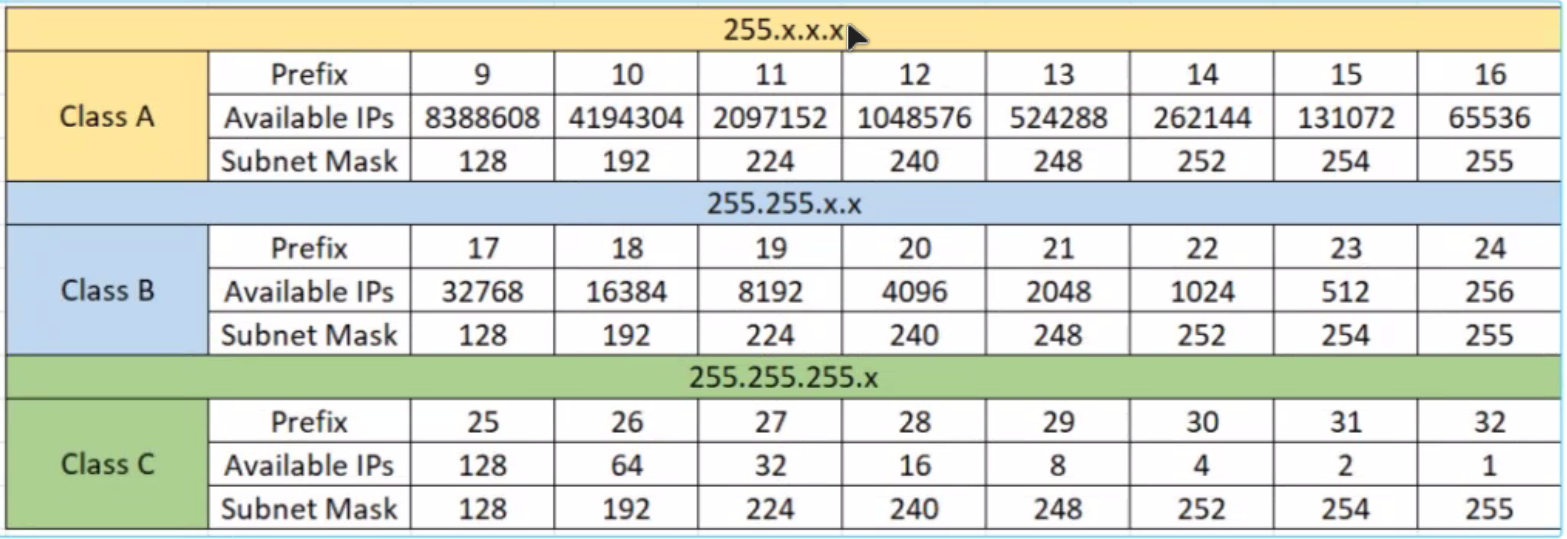 255.x.x.x
Prefix 9 10 11 12 13 14 15 16
Class A Available IPs 8388608 4194304 2097152 1048576 524288 262144 131072 65536
Subnet Mask 128 192 224 240 248 252 254 255
255.255.x.x
Prefix 17 18 19 20 21 22 23 24
Class B Available IPs 32768 16384 8192 4096 2048 1024 512 256
Subnet Mask 128 192 224 240 248 252 254 255
255.255.255.x
Prefix 25 26 27 28 29 30 31 32
Class C Available IPs 128 64 32 16 8 4 2 1
Subnet Mask 128 192 224 240 248 252 254 255